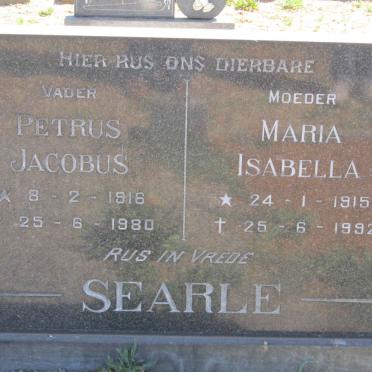 HIER RUS ONS DIERBARE
VADER
PETRUS
JACOBUS
★ 8 - 2 - 1916
25 - 6 - 1980
MOEDER
MARIA
ISABELLA
★ 24 - 1 - 1915
✝ 25 - 6 - 1992
RUS IN VREDE
SEARLE